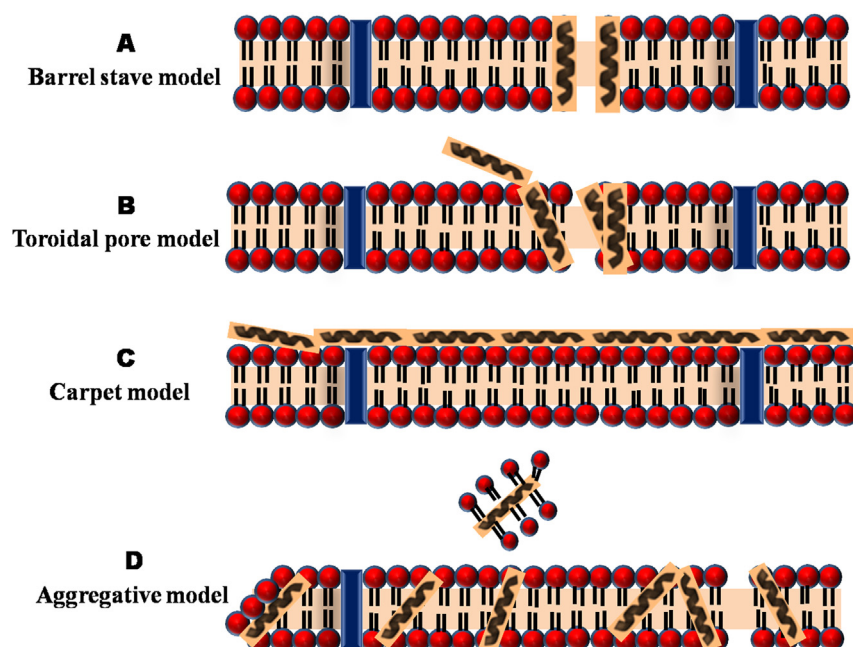 A
Barrel stave model
B
Toroidal pore model
C
Carpet model
D
Aggregative model